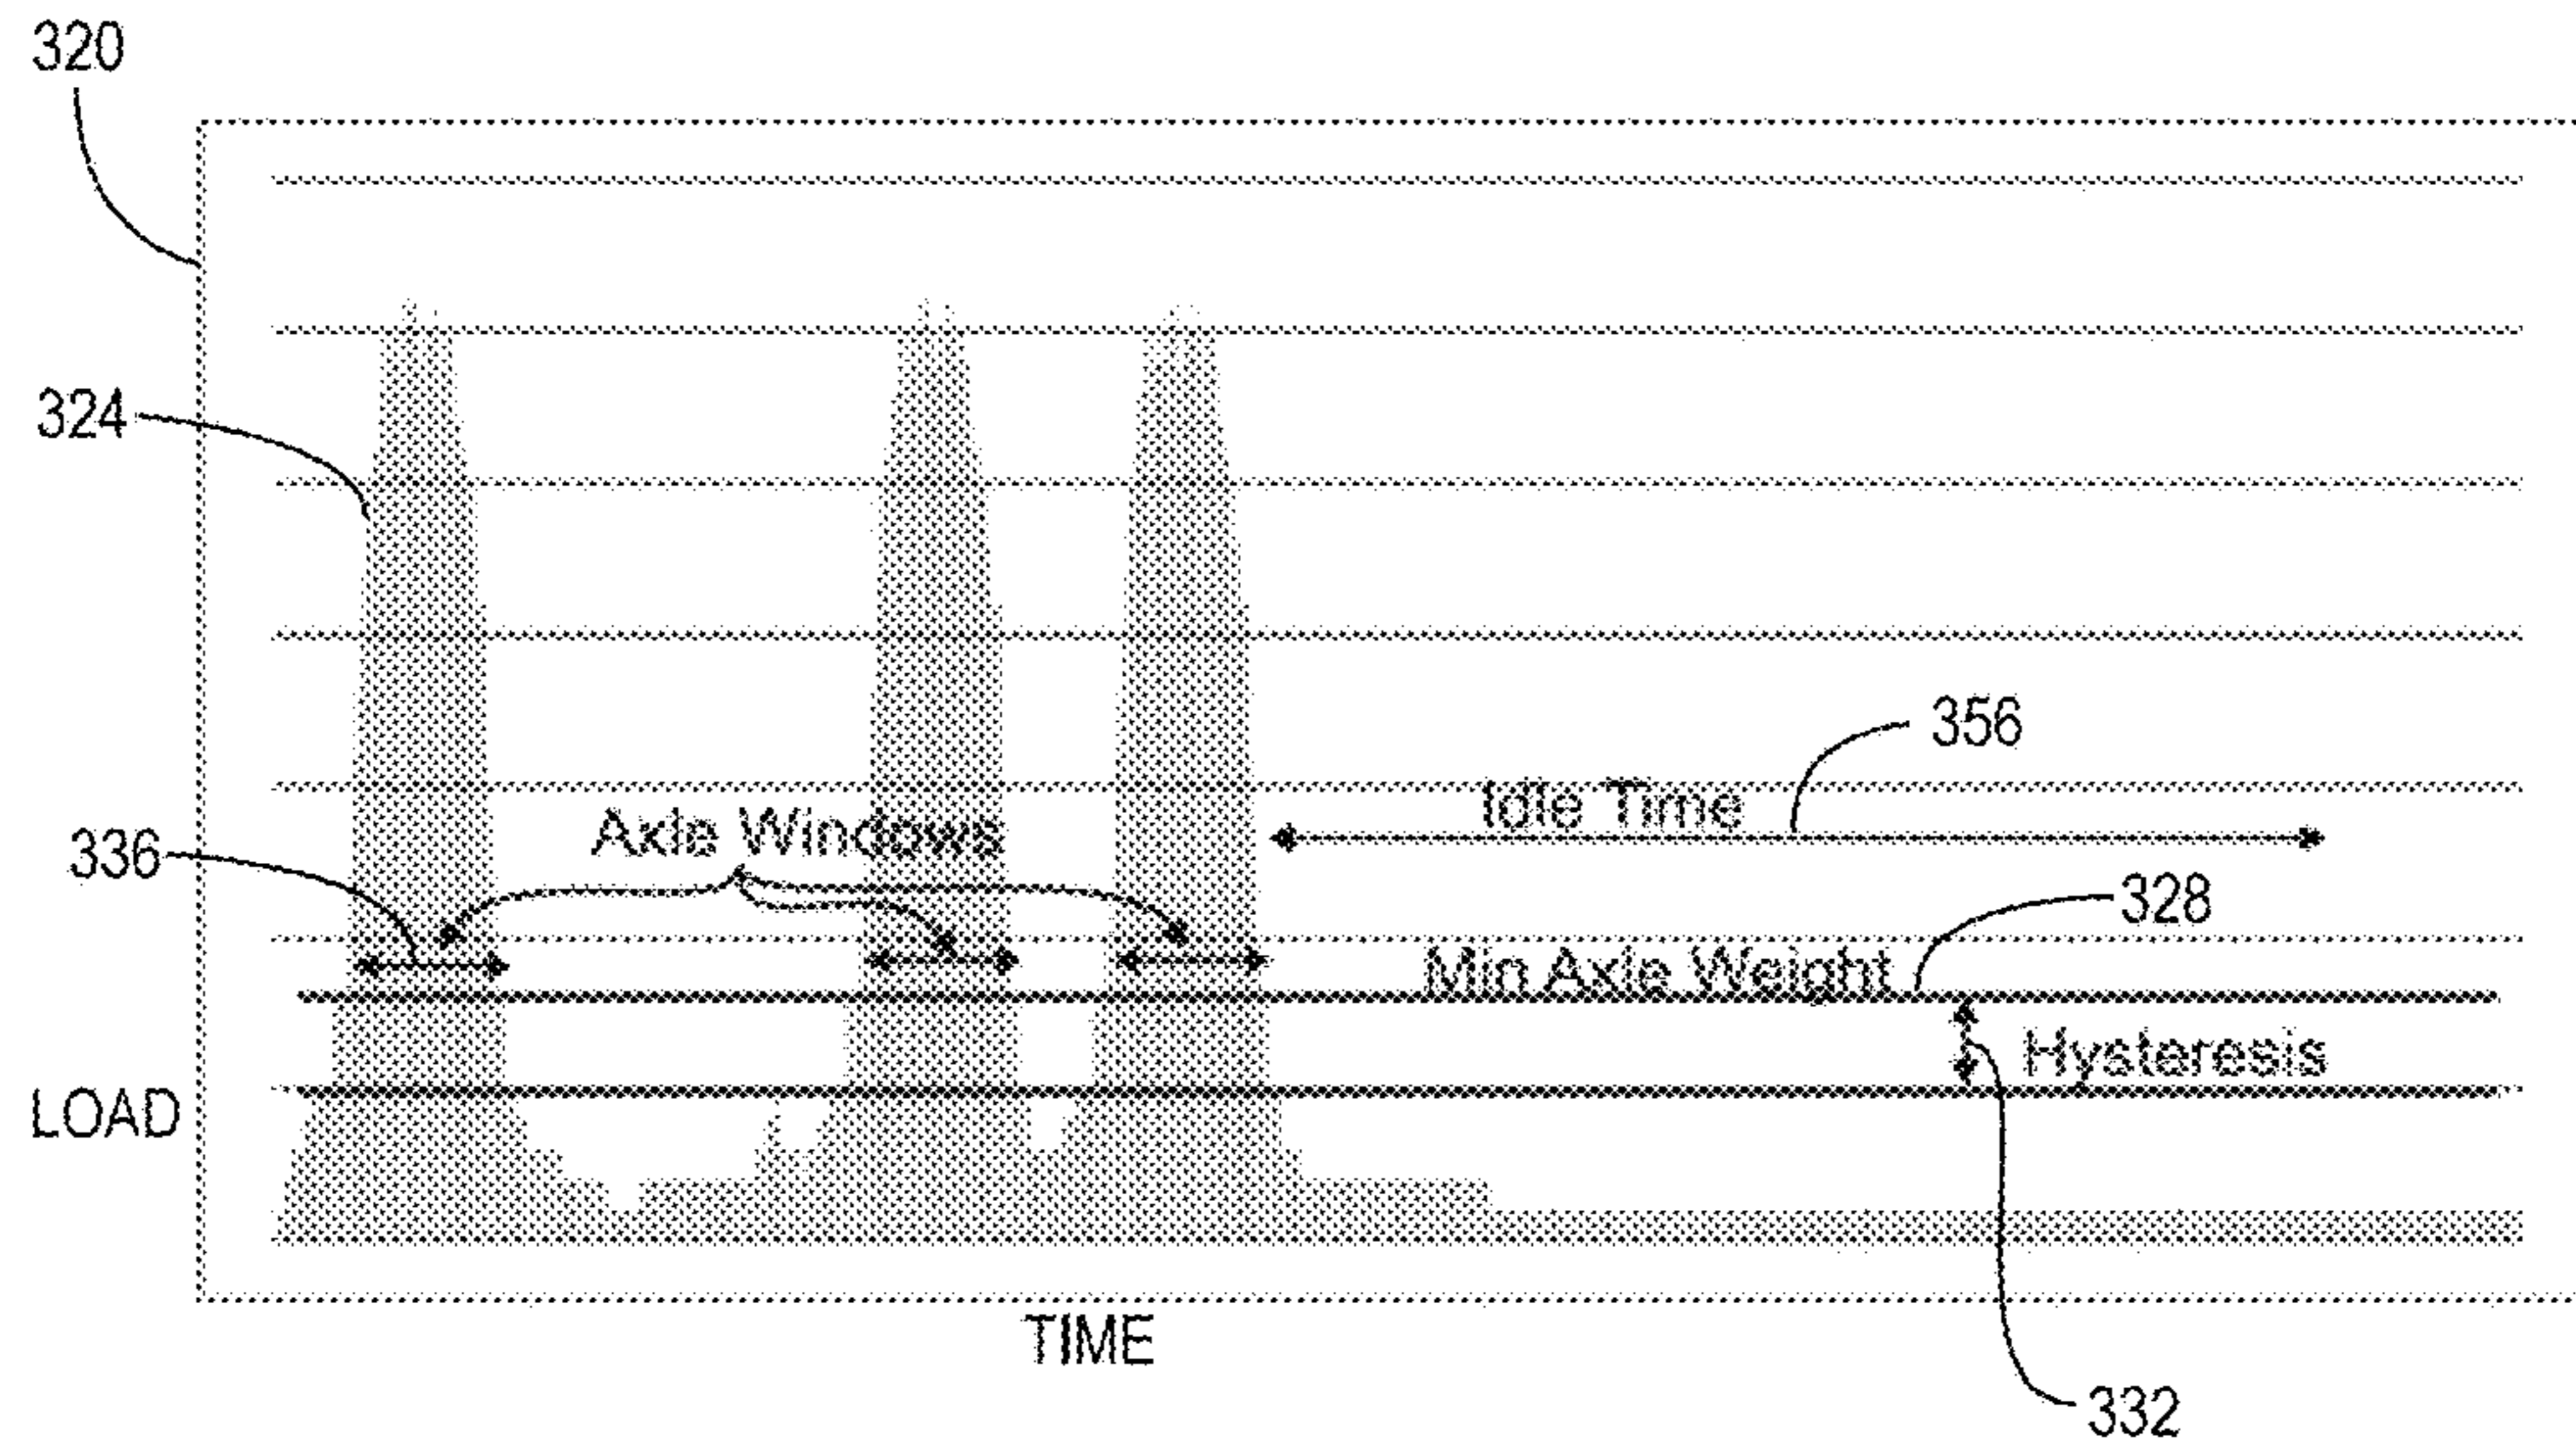 320
324
356
Idle Time
Axle Windows
336
328
Min Axle Weight
Hysteresis
LOAD
TIME
332